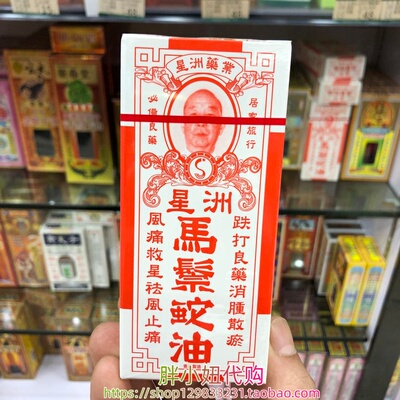 星洲藥業
居家旅行
必備良藥
星洲
跌打良藥消腫散瘀
馬鬃蛇油
風痛救星祛風止痛
胖小妞代购
https://shop129833231.taobao.com/